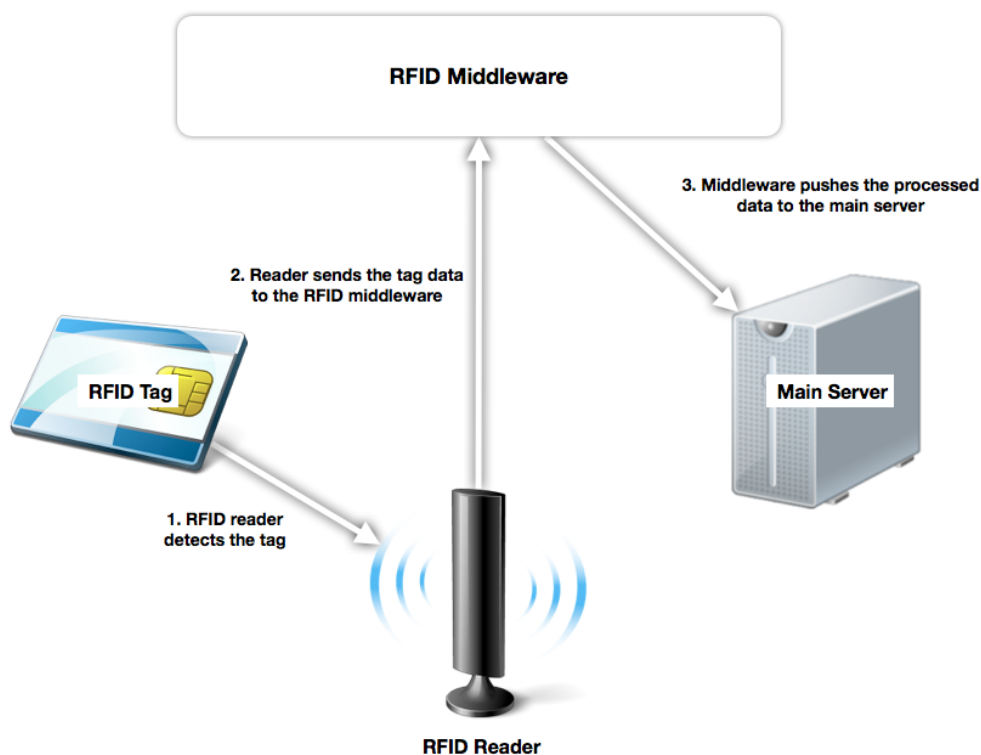 RFID Middleware
3. Middleware pushes the processed
data to the main server
2. Reader sends the tag data
to the RFID middleware
RFID Tag
Main Server
1. RFID reader
detects the tag
RFID Reader